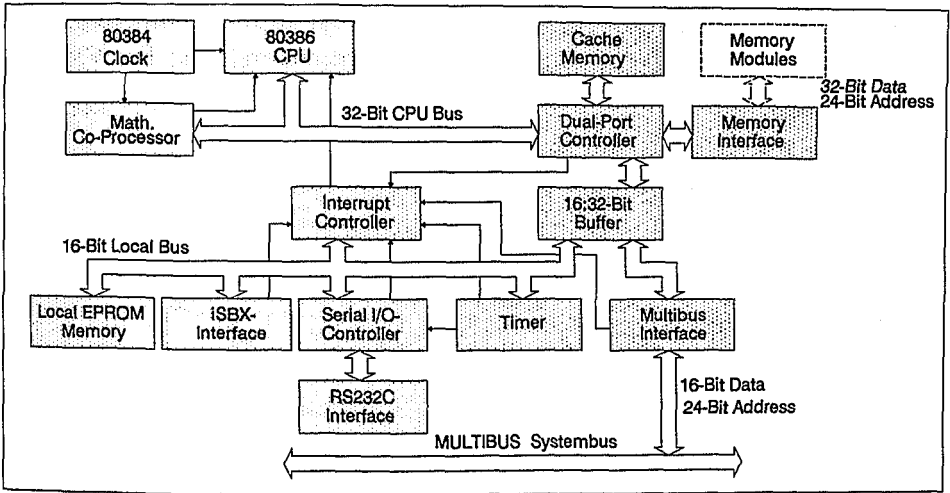 80384
Clock
80386
CPU
Cache
Memory
Memory
Modules
32-Bit Data
24-Bit Address
Math.
Co-Processor
32-Bit CPU Bus
Dual-Port
Controller
Memory
Interface
Interrupt
Controller
16:32-Bit
Buffer
16-Bit Local Bus
Local EPROM
Memory
iSBX-
Interface
Serial I/O-
Controller
Timer
Multibus
Interface
RS232C
Interface
16-Bit Data
24-Bit Address
MULTIBUS Systembus